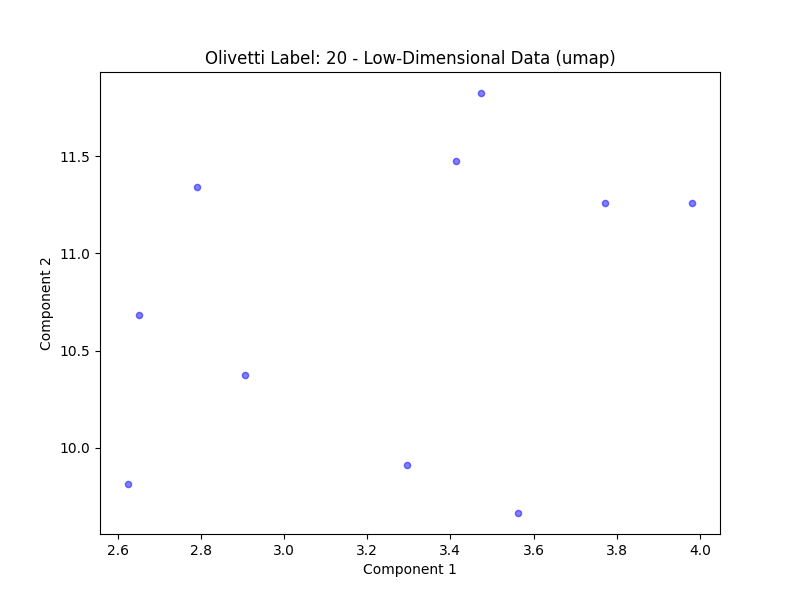 Olivetti Label: 20 - Low-Dimensional Data (umap)
11.5
11.0
10.5
10.0
Component 2
2.6 2.8 3.0 3.2 3.4 3.6 3.8 4.0
Component 1